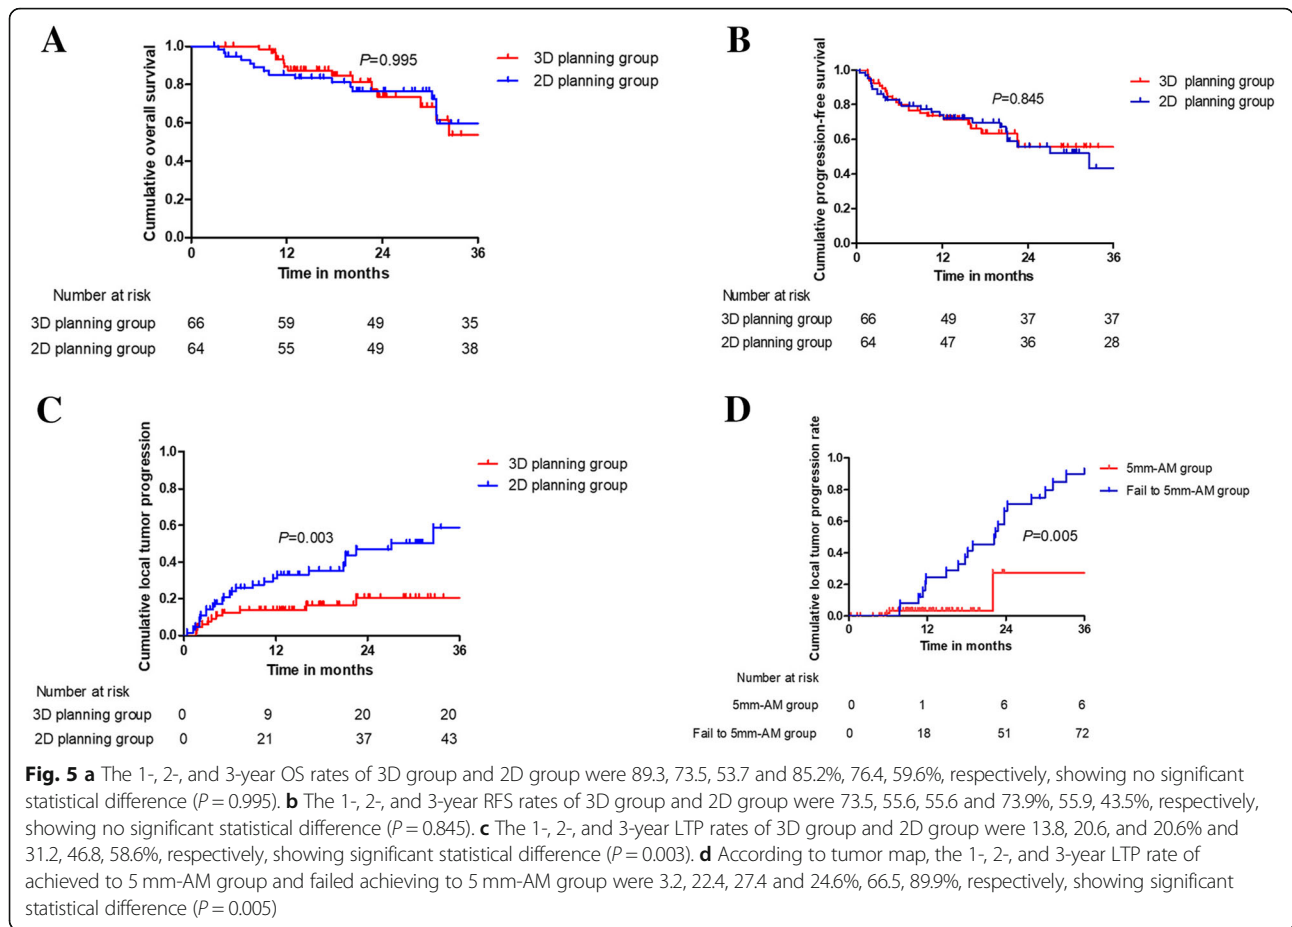 A
Cumulative overall survival
1.0
0.8
0.6
0.4
0.2
0.0
P=0.995
3D planning group
2D planning group
0 12 24 36
Time in months
Number at risk
3D planning group 66 59 49 35
2D planning group 64 55 49 38
B
Cumulative progression-free survival
1.0
0.8
0.6
0.4
0.2
0.0
P=0.845
3D planning group
2D planning group
0 12 24 36
Time in months
Number at risk
3D planning group 66 49 37 37
2D planning group 64 47 36 28
C
Cumulative local tumor progression
1.0
0.8
0.6
0.4
0.2
0.0
P=0.003
3D planning group
2D planning group
0 12 24 36
Time in months
Number at risk
3D planning group 0 9 20 20
2D planning group 0 21 37 43
D
Cumulative local tumor progression rate
1.0
0.8
0.6
0.4
0.2
0.0
P=0.005
5mm-AM group
Fail to 5mm-AM group
0 12 24 36
Time in months
Number at risk
5mm-AM group 0 1 6 6
Fail to 5mm-AM group 0 18 51 72
Fig. 5 a The 1-, 2-, and 3-year OS rates of 3D group and 2D group were 89.3, 73.5, 53.7 and 85.2%, 76.4, 59.6%, respectively, showing no significant
statistical difference (P = 0.995). b The 1-, 2-, and 3-year RFS rates of 3D group and 2D group were 73.5, 55.6, 55.6 and 73.9%, 55.9, 43.5%, respectively,
showing no significant statistical difference (P = 0.845). c The 1-, 2-, and 3-year LTP rates of 3D group and 2D group were 13.8, 20.6, and 20.6% and
31.2, 46.8, 58.6%, respectively, showing significant statistical difference (P = 0.003). d According to tumor map, the 1-, 2-, and 3-year LTP rate of
achieved to 5 mm-AM group and failed achieving to 5 mm-AM group were 3.2, 22.4, 27.4 and 24.6%, 66.5, 89.9%, respectively, showing significant
statistical difference (P = 0.005)